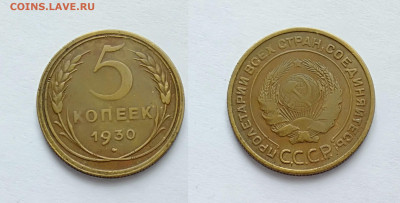 COINS.LAVE.RU
5
КОПЕЕК
1930
ПРОЛЕТАРИИ ВСЕХ СТРАН, СОЕДИНЯЙТЕСЬ!
СССР